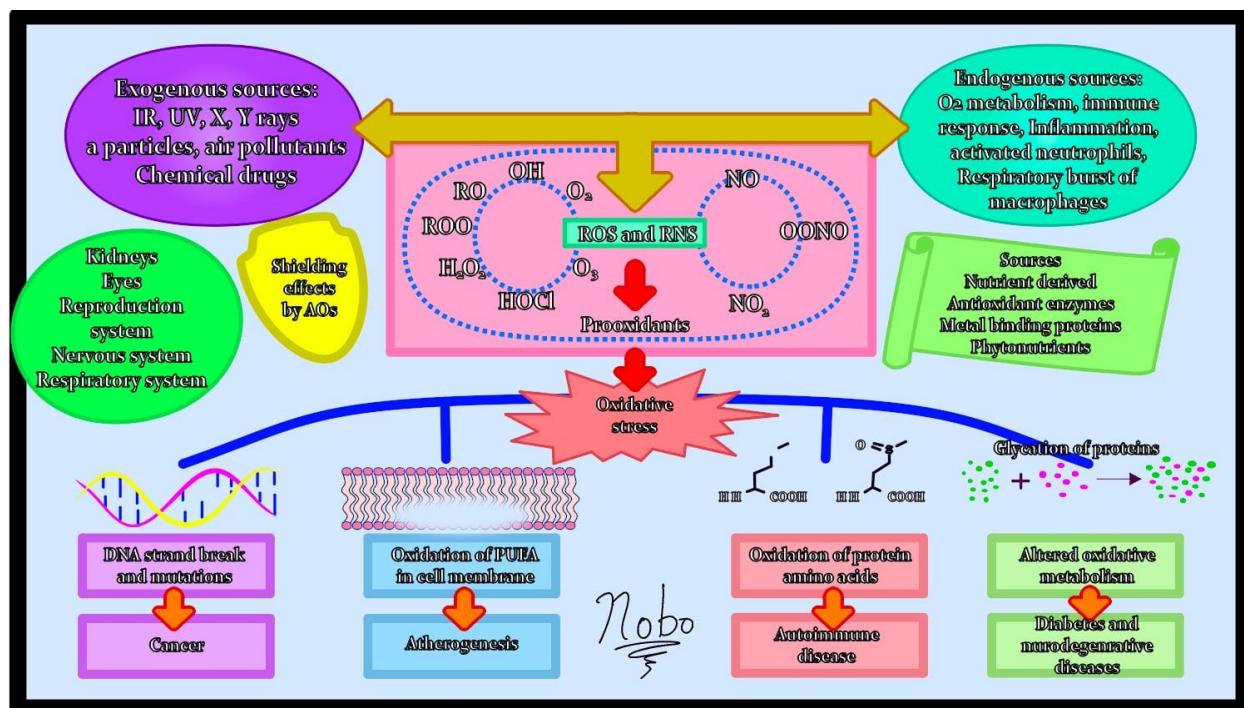 Exogenous sources:
IR, UV, X, Y rays
a particles, air pollutants
Chemical drugs
Endogenous sources:
O2 metabolism, immune
response, Inflammation,
activated neutrophils,
Respiratory burst of
macrophages
OH
RO
O₂
ROO
H₂O₂
O₃
HOCl
ROS and RNS
NO
OONO
NO₂
Prooxidants
Kidneys
Eyes
Reproduction
system
Nervous system
Respiratory system
Shielding
effects
by AOs
Sources
Nutrient derived
Antioxidant enzymes
Metal binding proteins
Phytonutrients
Oxidative
stress
H H COOH
O S
H H COOH
Glycation of proteins
+
DNA strand break
and mutations
Cancer
Oxidation of PUFA
in cell membrane
Atherogenesis
Nobo
Oxidation of protein
amino acids
Autoimmune
disease
Altered oxidative
metabolism
Diabetes and
nurodegenrative
diseases